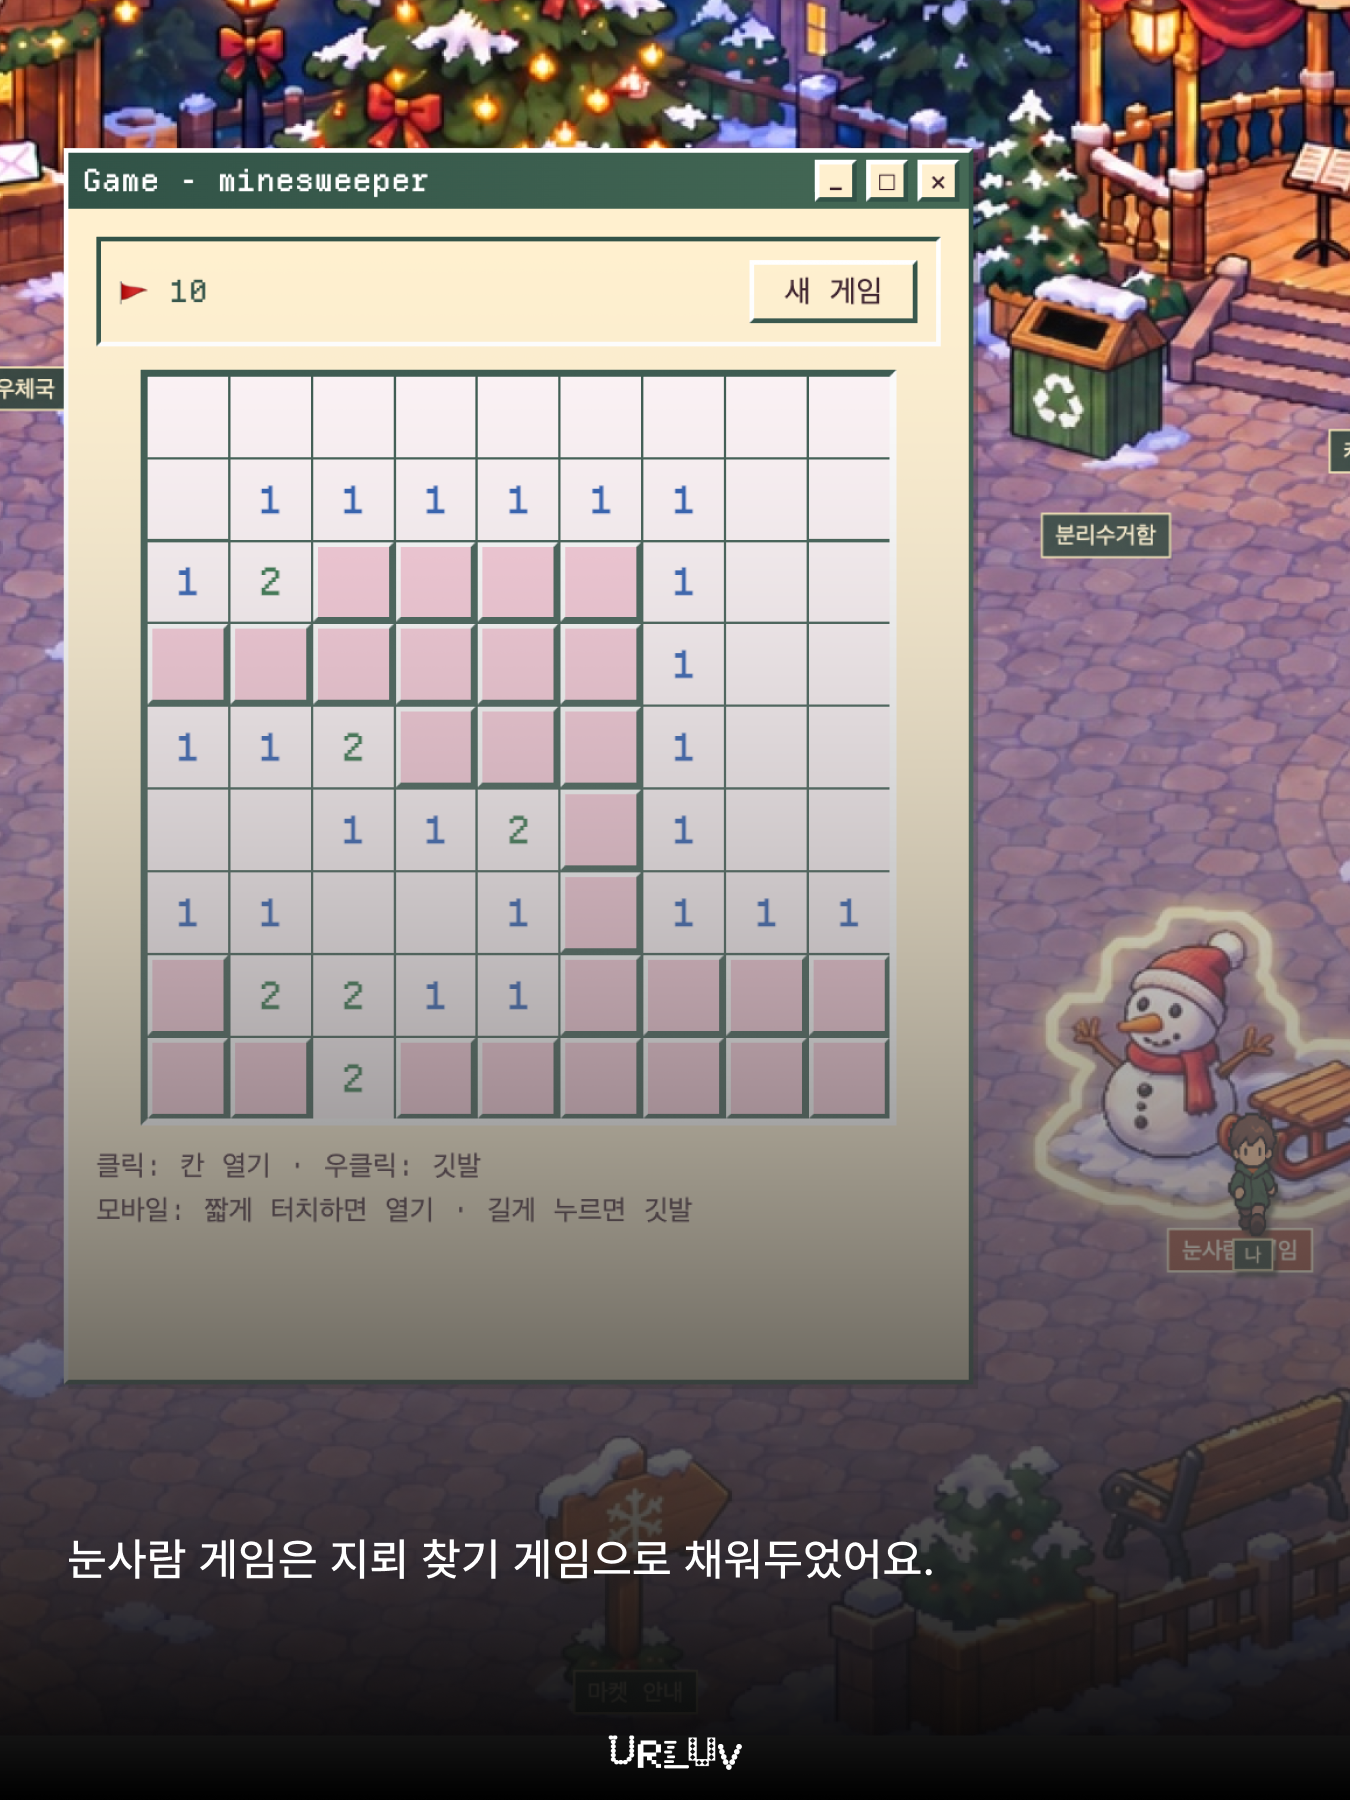 Game - minesweeper
10
새 게임
우체국
1 1 1 1 1 1
1 2 1
1
분리수거함
1 1 2 1
1 1 2 1
1 1 1 1 1 1
2 2 1 1
2
클릭: 칸 열기 · 우클릭: 깃발
모바일: 짧게 터치하면 열기 · 길게 누르면 깃발
나
눈사람 게임은 지뢰 찾기 게임으로 채워두었어요.
마켓 안내
URLUV